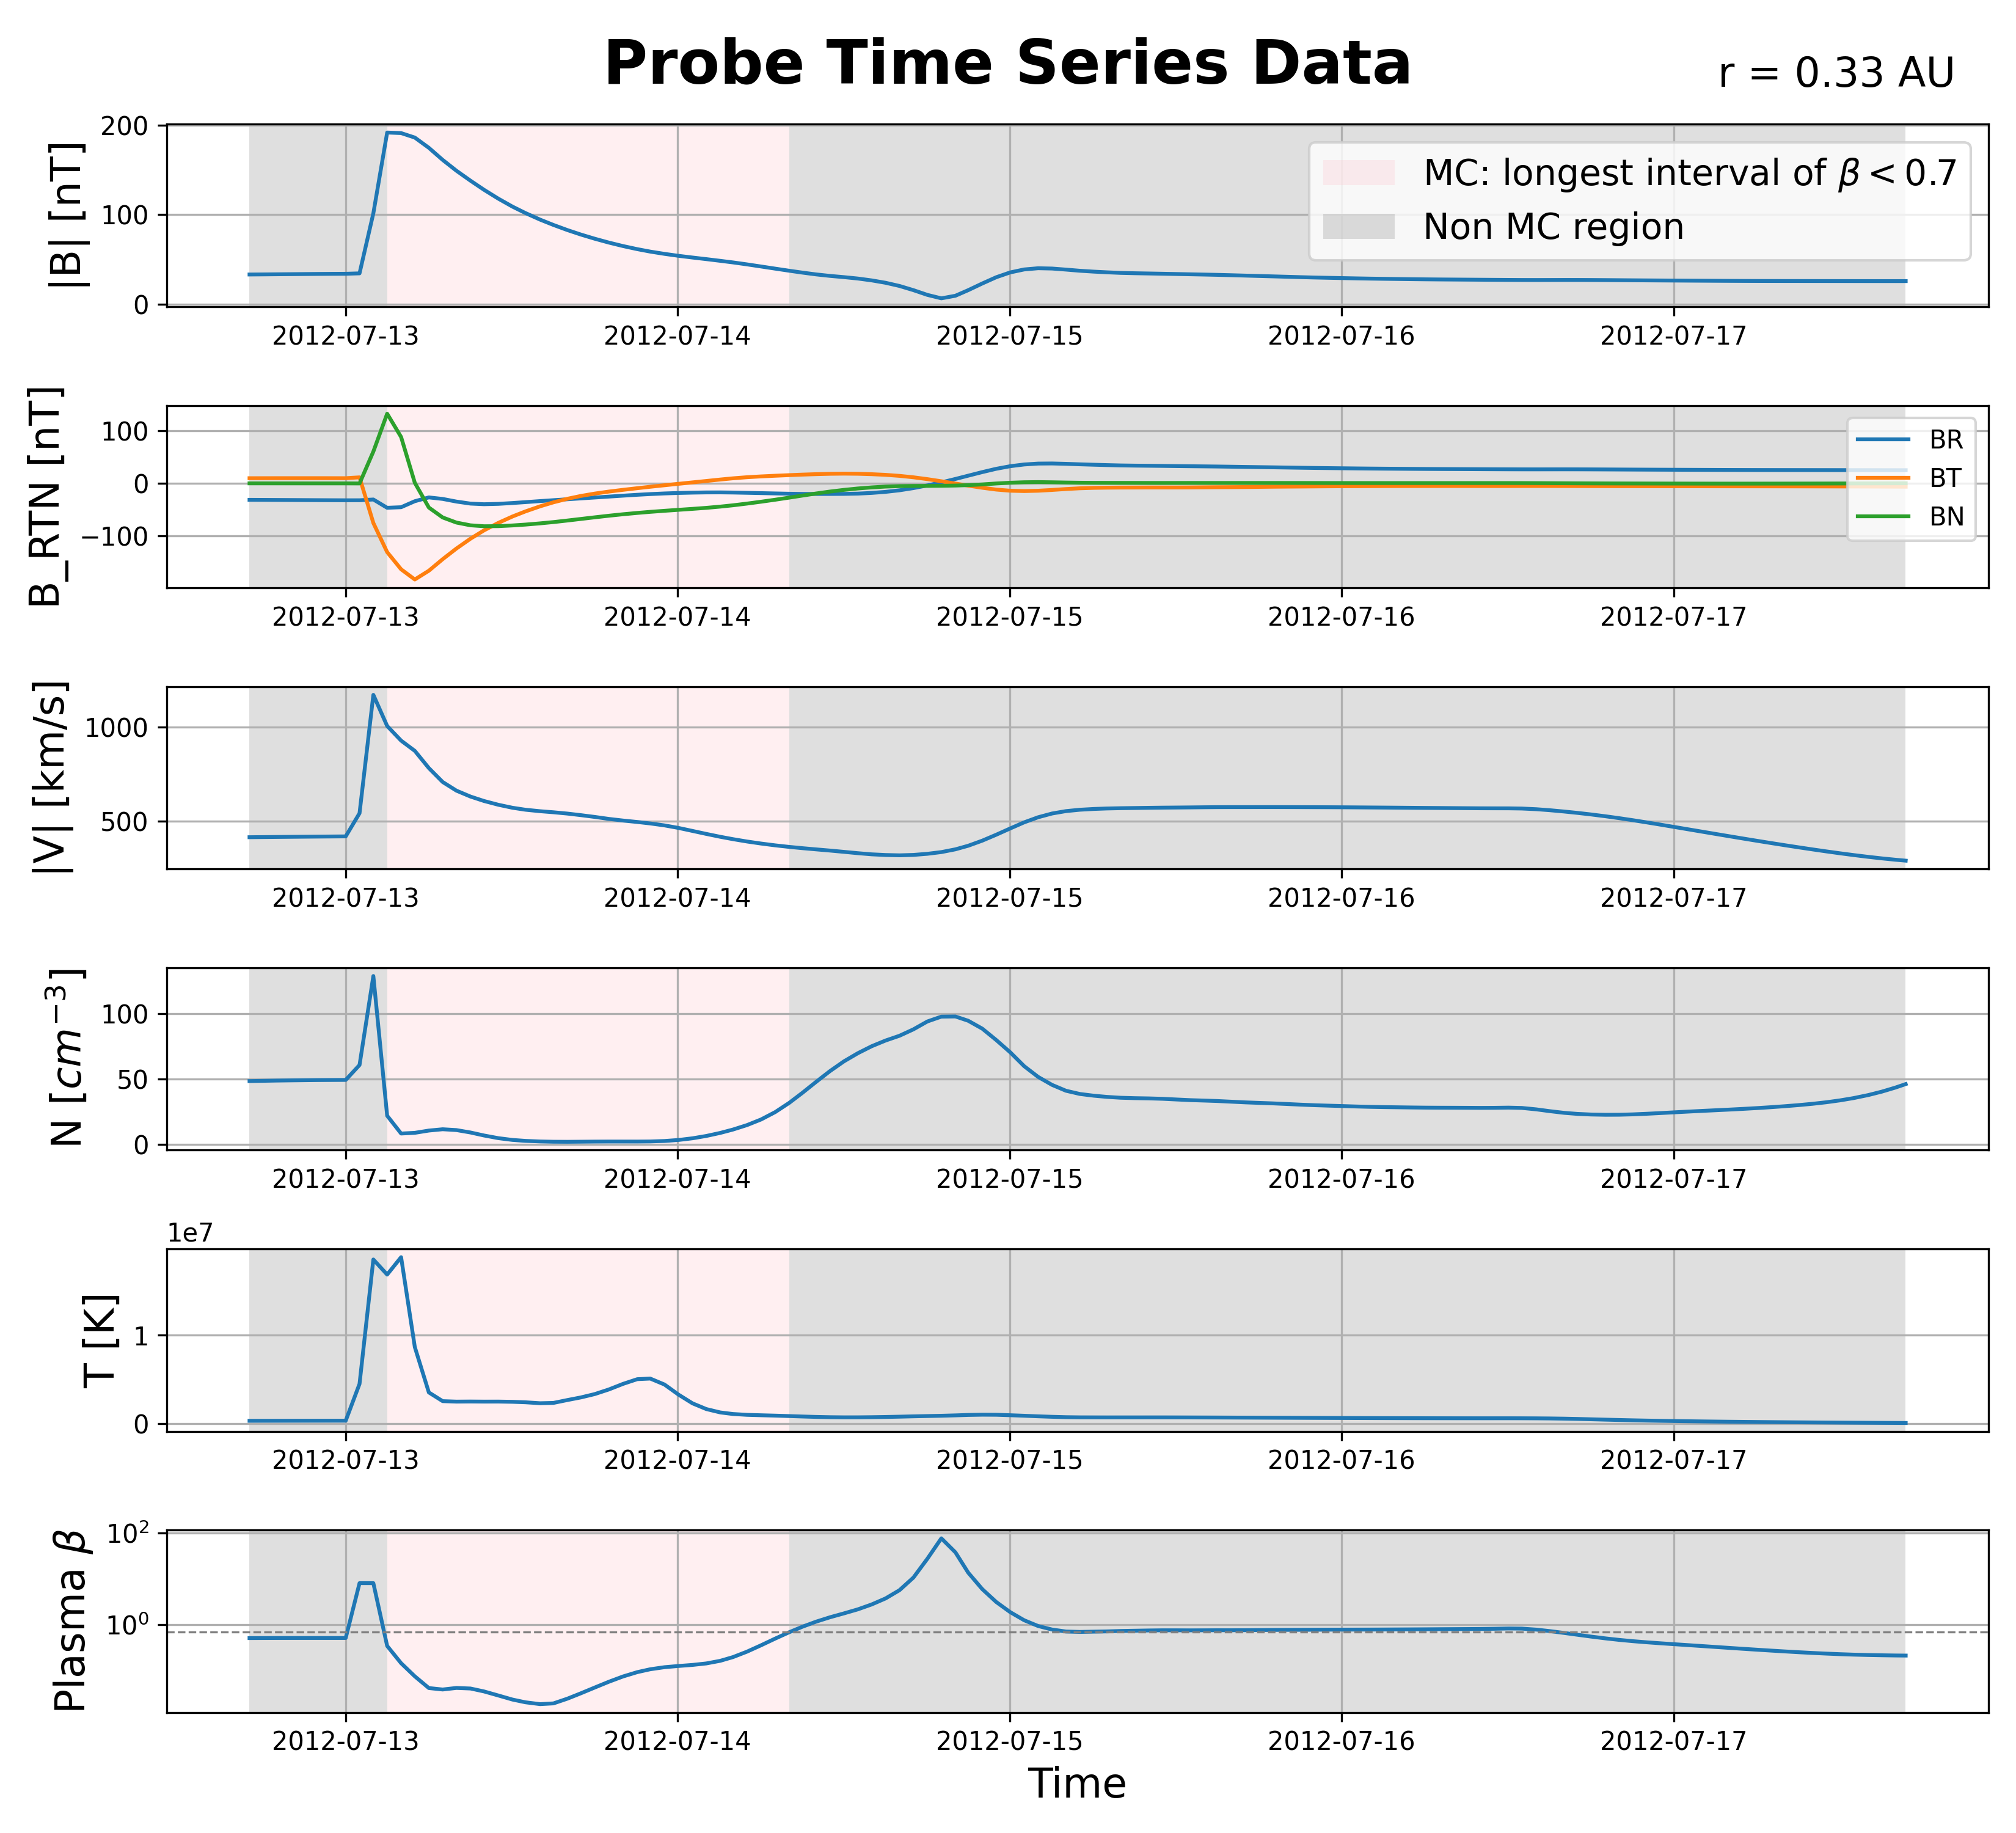 Probe Time Series Data
r = 0.33 AU
|B| [nT]
200
100
0
MC: longest interval of β < 0.7
Non MC region
2012-07-13 2012-07-14 2012-07-15 2012-07-16 2012-07-17
B_RTN [nT]
100
0
−100
BR
BT
BN
2012-07-13 2012-07-14 2012-07-15 2012-07-16 2012-07-17
|V| [km/s]
1000
500
2012-07-13 2012-07-14 2012-07-15 2012-07-16 2012-07-17
N [cm⁻³]
100
50
0
2012-07-13 2012-07-14 2012-07-15 2012-07-16 2012-07-17
1e7
T [K]
1
0
2012-07-13 2012-07-14 2012-07-15 2012-07-16 2012-07-17
Plasma β
10²
10⁰
2012-07-13 2012-07-14 2012-07-15 2012-07-16 2012-07-17
Time